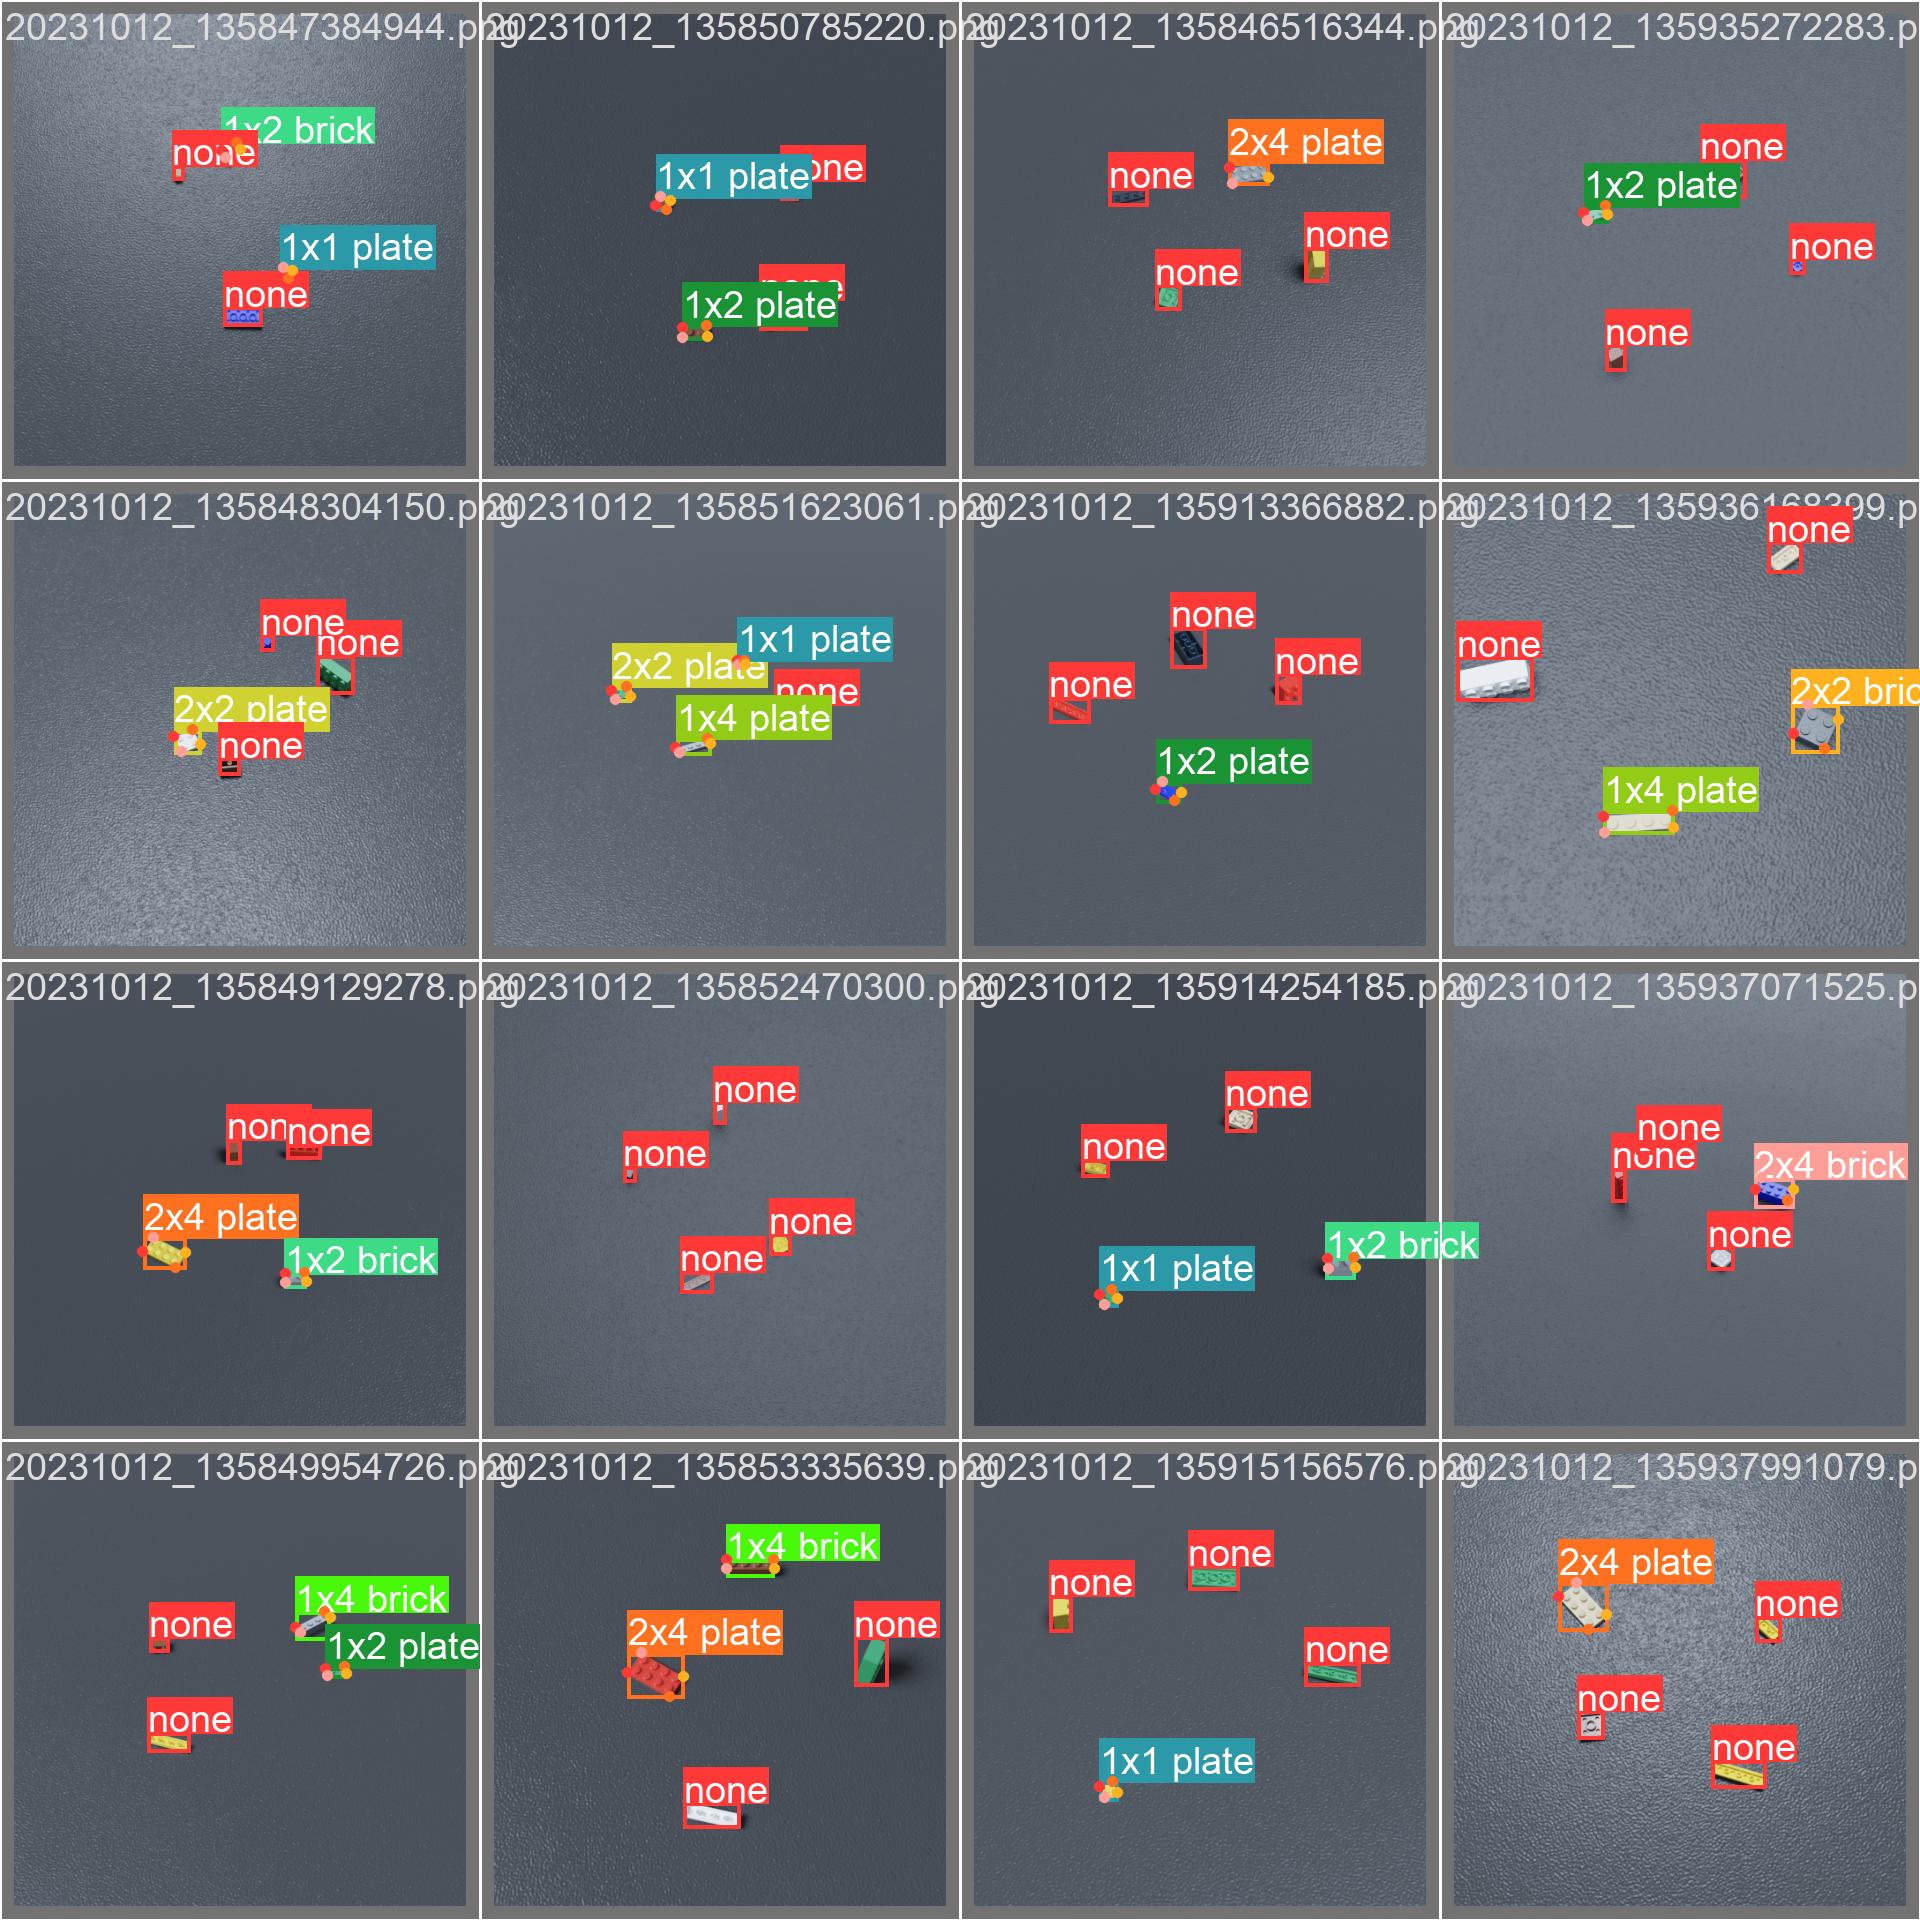 20231012_135847384944.png
1x2 brick
none
1x1 plate
none
20231012_135850785220.png
none
1x1 plate
none
1x2 plate
20231012_135846516344.png
2x4 plate
none
none
none
20231012_135935272283.p
none
1x2 plate
none
none
20231012_135848304150.png
none
none
2x2 plate
none
20231012_135851623061.png
1x1 plate
2x2 plate
none
1x4 plate
20231012_135913366882.png
none
none
none
1x2 plate
20231012_135936168399.p
none
none
2x2 bric
1x4 plate
20231012_135849129278.png
none
none
2x4 plate
1x2 brick
20231012_135852470300.png
none
none
none
none
20231012_135914254185.png
none
none
1x2 brick
1x1 plate
20231012_135937071525.p
none
none
2x4 brick
none
20231012_135849954726.png
1x4 brick
none
1x2 plate
none
20231012_135853335639.png
1x4 brick
none
2x4 plate
none
20231012_135915156576.png
none
none
none
1x1 plate
20231012_135937991079.p
2x4 plate
none
none
none